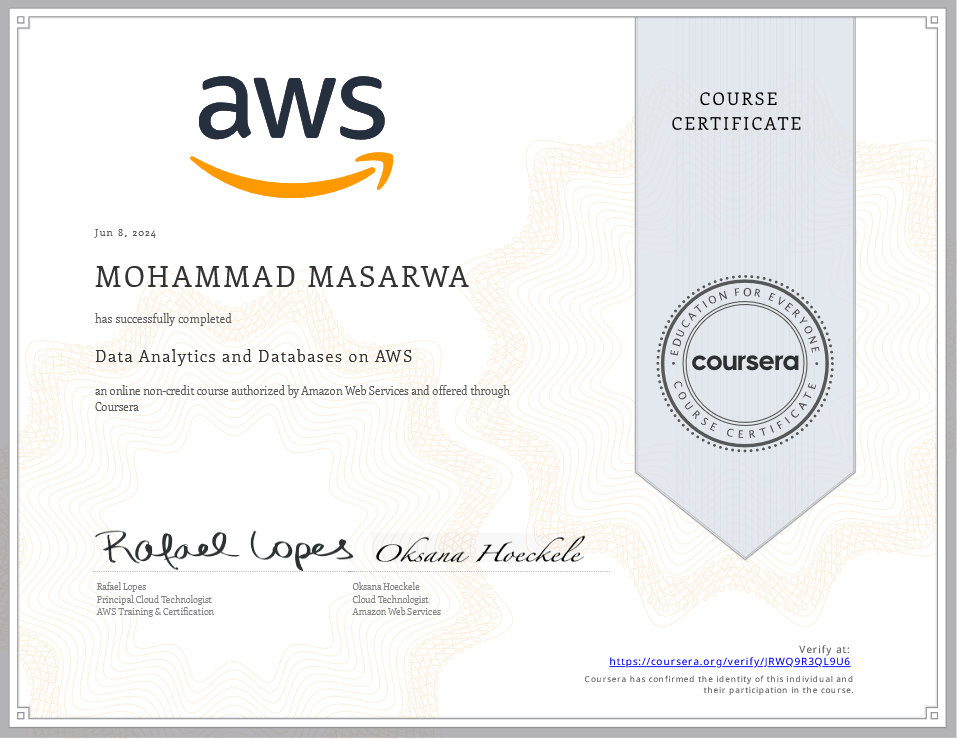 aws
COURSE
CERTIFICATE
Jun 8, 2024
MOHAMMAD MASARWA
has successfully completed
Data Analytics and Databases on AWS
an online non-credit course authorized by Amazon Web Services and offered through
Coursera
EDUCATION FOR EVERYONE
coursera
COURSE CERTIFICATE
Rafael Lopes
Oksana Hoeckele
Rafael Lopes
Principal Cloud Technologist
AWS Training & Certification
Oksana Hoeckele
Cloud Technologist
Amazon Web Services
Verify at:
https://coursera.org/verify/JRWQ9R3QL9U6
Coursera has confirmed the identity of this individual and
their participation in the course.